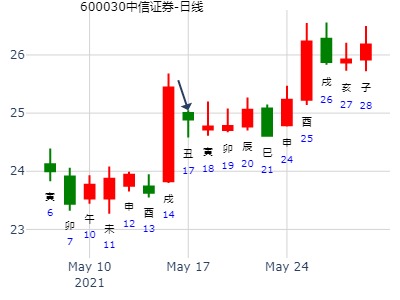 600030中信证券-日线
26
25
24
23
寅
6
卯
7
午
10
未
11
申
12
酉
13
戌
14
丑
17
寅
18
卯
19
辰
20
巳
21
申
24
酉
25
戌
26
亥
27
子
28
May 10
2021
May 17
May 24